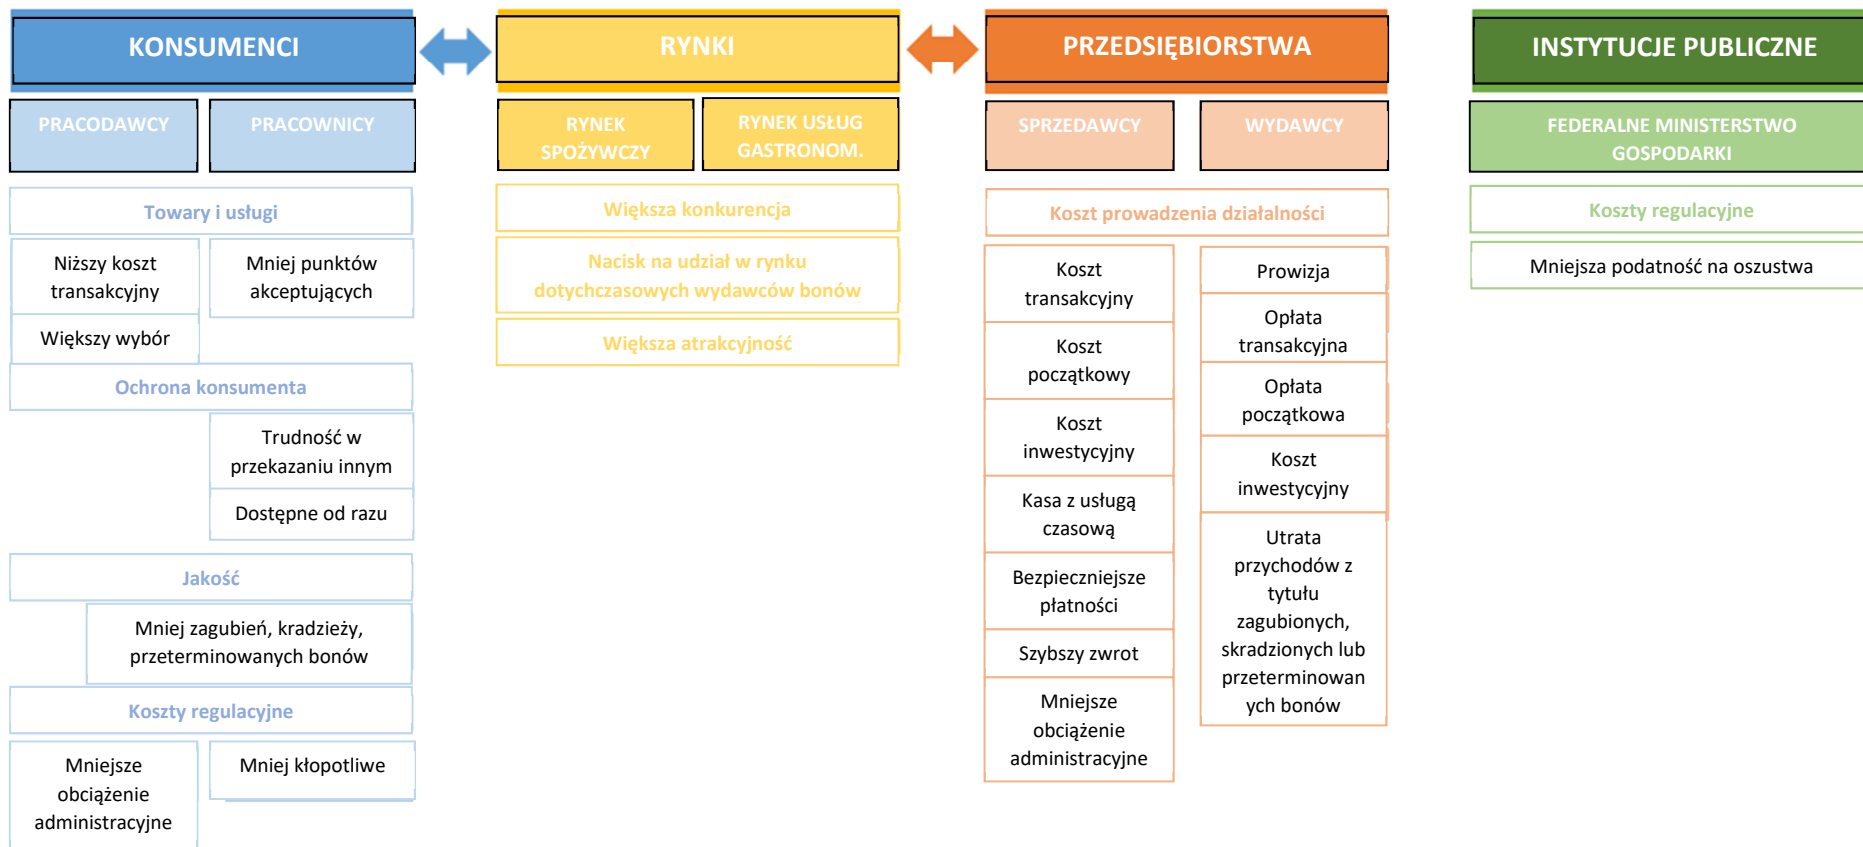 KONSUMENCI
PRACODAWCY
PRACOWNICY
Towary i usługi
Niższy koszt
transakcyjny
Większy wybór
Mniej punktów
akceptujących
Ochrona konsumenta
Trudność w
przekazaniu innym
Dostępne od razu
Jakość
Mniej zagubień, kradzieży,
przeterminowanych bonów
Koszty regulacyjne
Mniejsze
obciążenie
administracyjne
Mniej kłopotliwe
RYNKI
RYNEK
SPOŻYWCZY
RYNEK USŁUG
GASTRONOM.
Większa konkurencja
Nacisk na udział w rynku
dotychczasowych wydawców bonów
Większa atrakcyjność
PRZEDSIĘBIORSTWA
SPRZEDAWCY
WYDAWCY
Koszt prowadzenia działalności
Koszt
transakcyjny
Koszt
początkowy
Koszt
inwestycyjny
Kasa z usługą
czasową
Bezpieczniejsze
płatności
Szybszy zwrot
Mniejsze
obciążenie
administracyjne
Prowizja
Opłata
transakcyjna
Opłata
początkowa
Koszt
inwestycyjny
Utrata
przychodów z
tytułu
zagubionych,
skradzionych lub
przeterminowan
ych bonów
INSTYTUCJE PUBLICZNE
FEDERALNE MINISTERSTWO
GOSPODARKI
Koszty regulacyjne
Mniejsza podatność na oszustwa